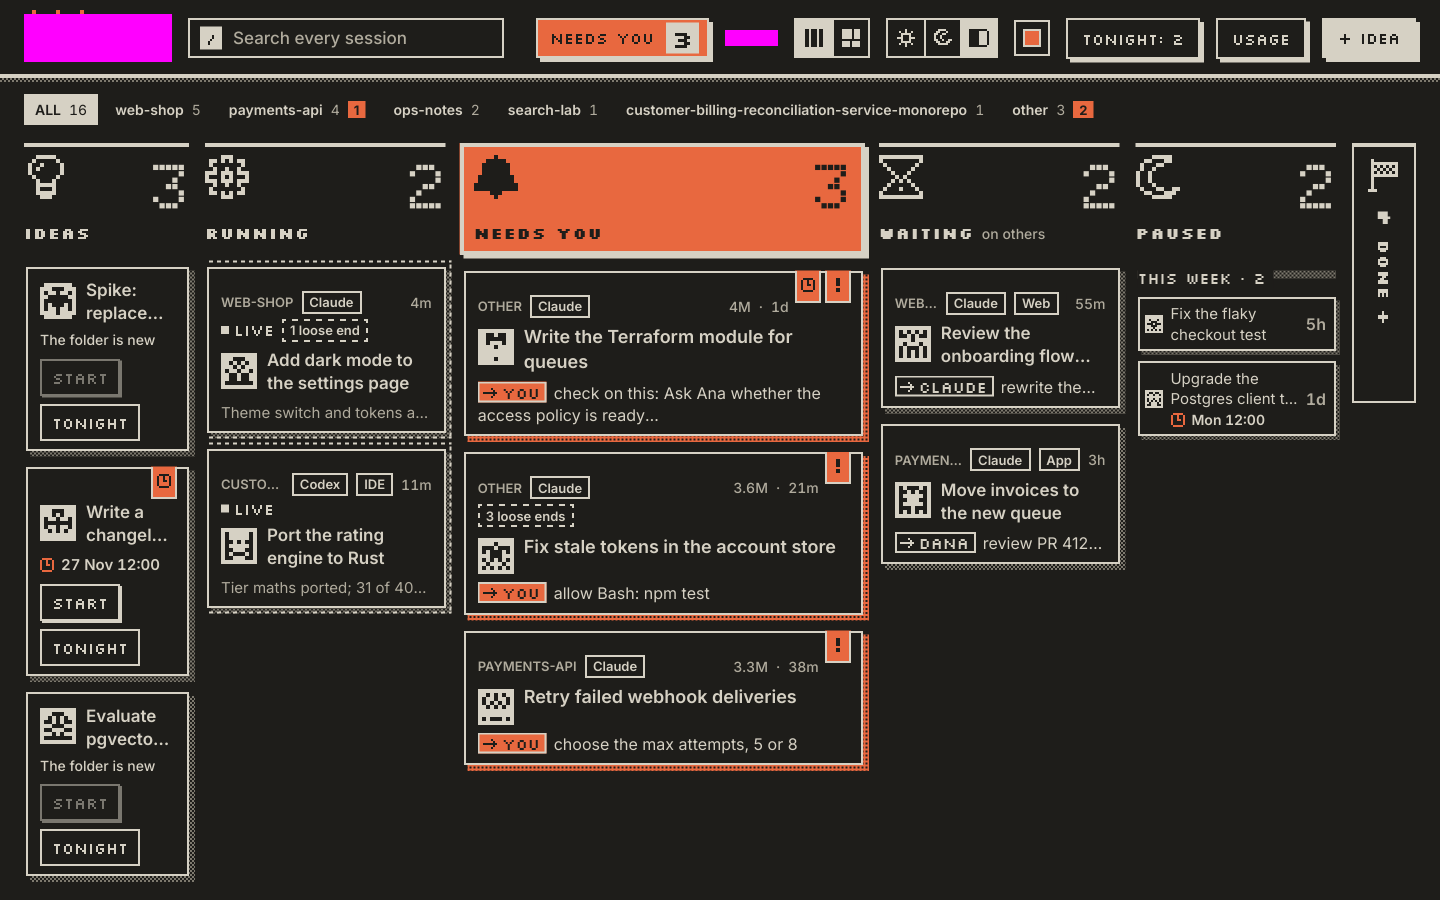 / Search every session
NEEDS YOU 3
TONIGHT: 2
USAGE
+ IDEA
ALL 16
web-shop 5
payments-api 4 1
ops-notes 2
search-lab 1
customer-billing-reconciliation-service-monorepo 1
other 3 2
3
IDEAS
Spike:
replace...
The folder is new
START
TONIGHT
Write a
changel...
27 Nov 12:00
START
TONIGHT
Evaluate
pgvecto...
The folder is new
START
TONIGHT
2
RUNNING
WEB-SHOP Claude 4m
LIVE 1 loose end
Add dark mode to
the settings page
Theme switch and tokens a...
CUSTO... Codex IDE 11m
LIVE
Port the rating
engine to Rust
Tier maths ported; 31 of 40...
3
NEEDS YOU
!
OTHER Claude 4M · 1d
Write the Terraform module for
queues
→ YOU check on this: Ask Ana whether the
access policy is ready...
!
OTHER Claude 3.6M · 21m
3 loose ends
Fix stale tokens in the account store
→ YOU allow Bash: npm test
!
PAYMENTS-API Claude 3.3M · 38m
Retry failed webhook deliveries
→ YOU choose the max attempts, 5 or 8
2
WAITING on others
WEB... Claude Web 55m
Review the
onboarding flow...
→ CLAUDE rewrite the...
PAYMEN... Claude App 3h
Move invoices to
the new queue
→ DANA review PR 412...
2
PAUSED
THIS WEEK · 2
Fix the flaky
checkout test 5h
Upgrade the
Postgres client t... 1d
Mon 12:00
4 DONE +